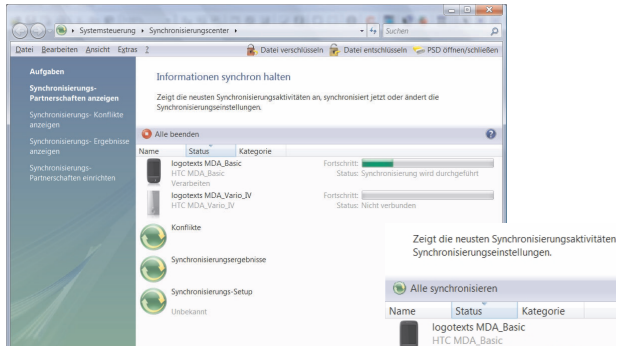 Systemsteuerung ▸ Synchronisierungscenter ▸
Suchen
Datei Bearbeiten Ansicht Extras ?
Datei verschlüsseln Datei entschlüsseln PSD öffnen/schließen
Aufgaben
Synchronisierungs-
Partnerschaften anzeigen
Synchronisierungs- Konflikte
anzeigen
Synchronisierungs- Ergebnisse
anzeigen
Synchronisierungs-
Partnerschaften einrichten
Informationen synchron halten
Zeigt die neusten Synchronisierungsaktivitäten an, synchronisiert jetzt oder ändert die
Synchronisierungseinstellungen.
Alle beenden
Name Status Kategorie
logotexts MDA_Basic
HTC MDA_Basic
Verarbeiten
Fortschritt:
Status: Synchronisierung wird durchgeführt
logotexts MDA_Vario_IV
HTC MDA_Vario_IV
Fortschritt:
Status: Nicht verbunden
Konflikte
Synchronisierungsergebnisse
Synchronisierungs-Setup
Unbekannt
Zeigt die neusten Synchronisierungsaktivitäten
Synchronisierungseinstellungen.
Alle synchronisieren
Name Status Kategorie
logotexts MDA_Basic
HTC MDA_Basic